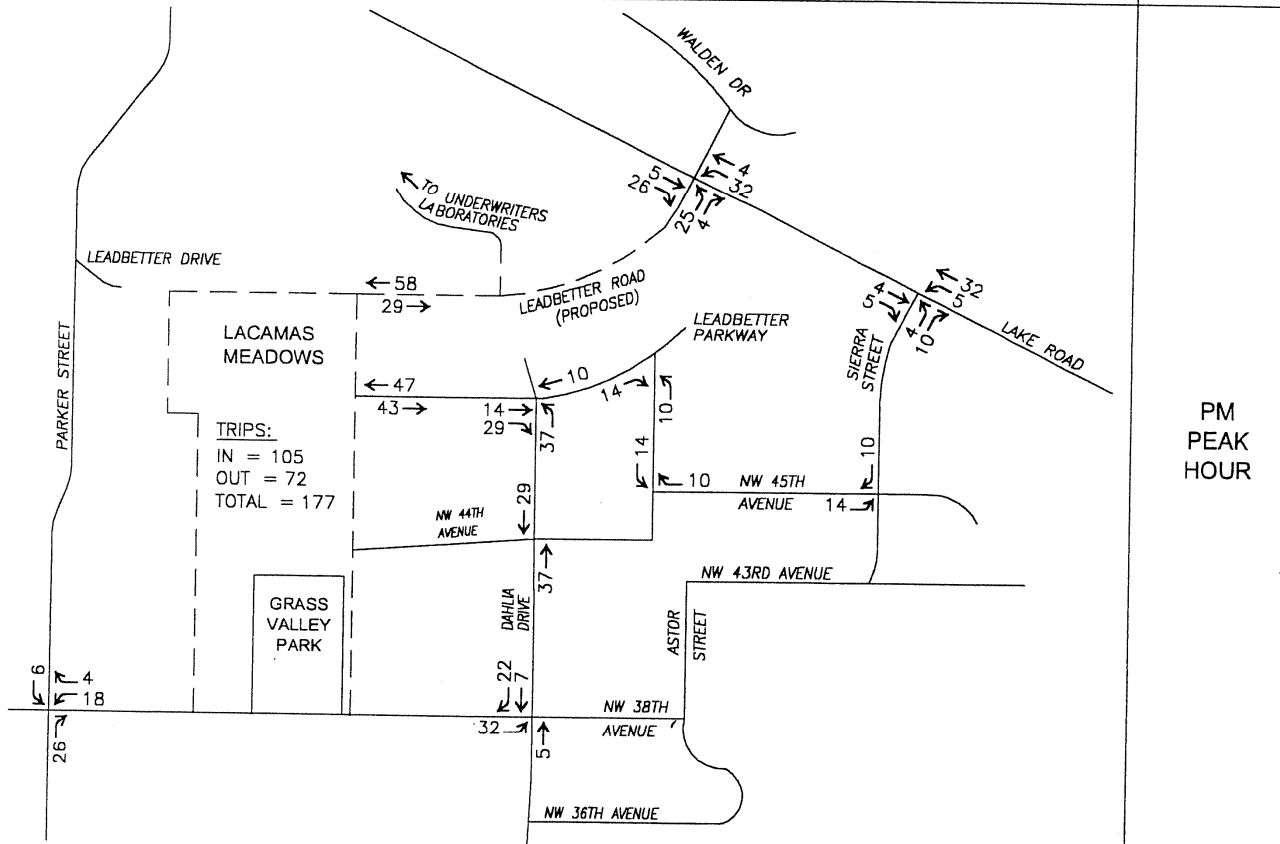 WALDEN DR
4
32
5
26
25
4
TO UNDERWRITERS
LABORATORIES
LEADBETTER DRIVE
58
29
LEADBETTER ROAD
(PROPOSED)
4
5
32
5
4
10
LAKE ROAD
LEADBETTER
PARKWAY
SIERRA
STREET
PARKER STREET
LACAMAS
MEADOWS
47
43
14
29
37
10
14
10
14
10
PM
PEAK
HOUR
TRIPS:
IN = 105
OUT = 72
TOTAL = 177
29
10
NW 45TH
AVENUE
14
NW 44TH
AVENUE
37
NW 43RD AVENUE
GRASS
VALLEY
PARK
DAHLIA
DRIVE
ASTOR
STREET
6
4
18
26
22
7
32
5
NW 38TH
AVENUE
NW 36TH AVENUE